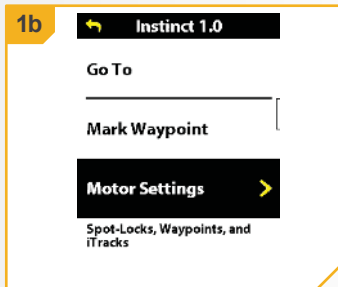 1b
Instinct 1.0
Go To
Mark Waypoint
Motor Settings
Spot-Locks, Waypoints, and
iTracks